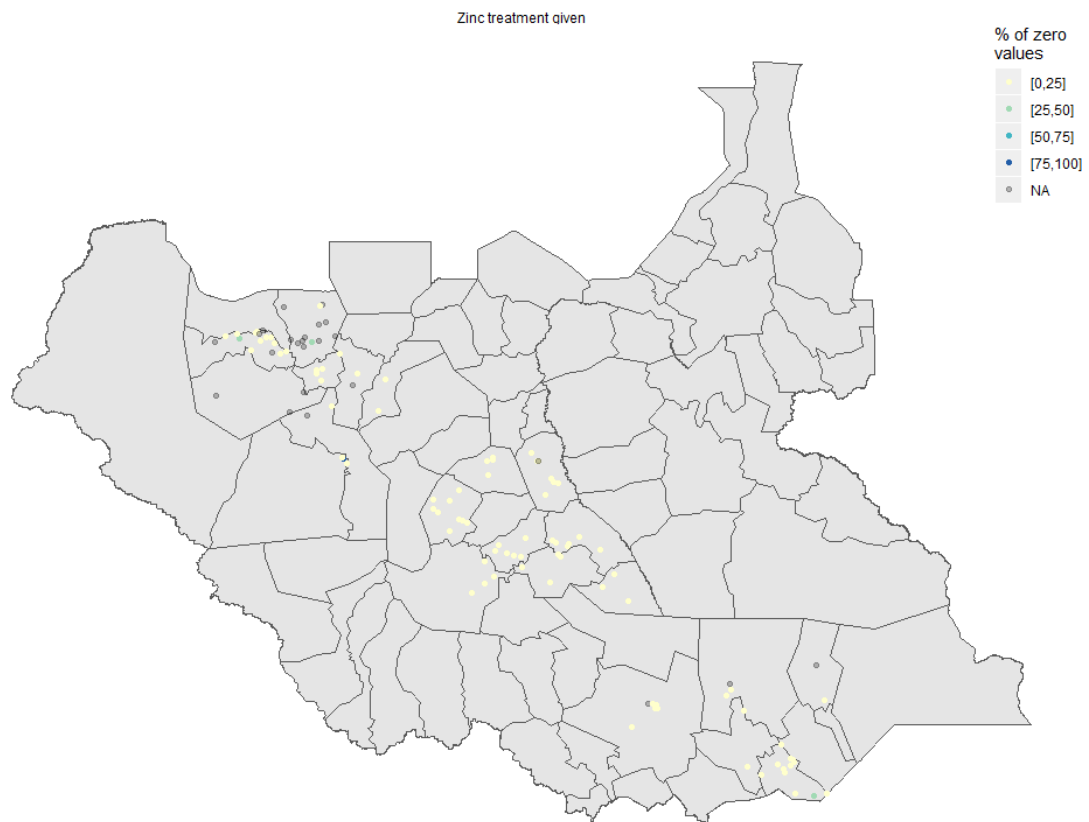 Zinc treatment given
% of zero
values
[0,25]
(25,50]
(50,75]
(75,100]
NA